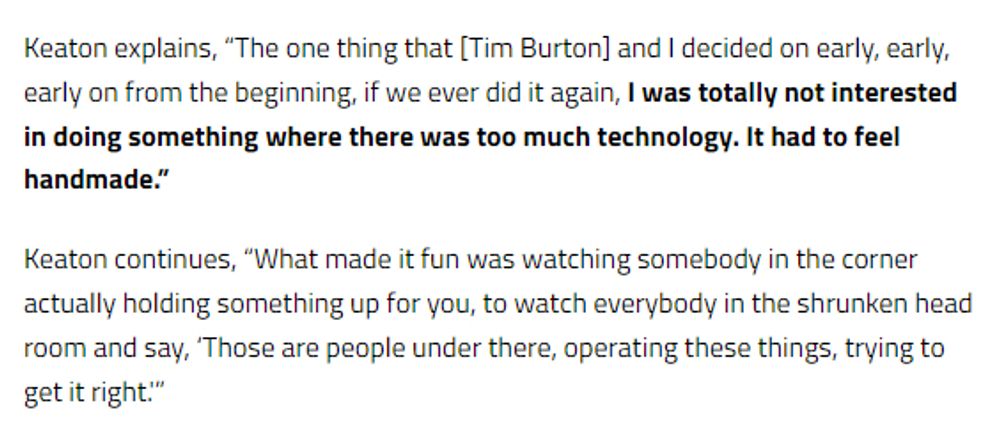 Keaton explains, “The one thing that [Tim Burton] and I decided on early, early,
early on from the beginning, if we ever did it again, I was totally not interested
in doing something where there was too much technology. It had to feel
handmade.”
Keaton continues, “What made it fun was watching somebody in the corner
actually holding something up for you, to watch everybody in the shrunken head
room and say, ‘Those are people under there, operating these things, trying to
get it right.’”